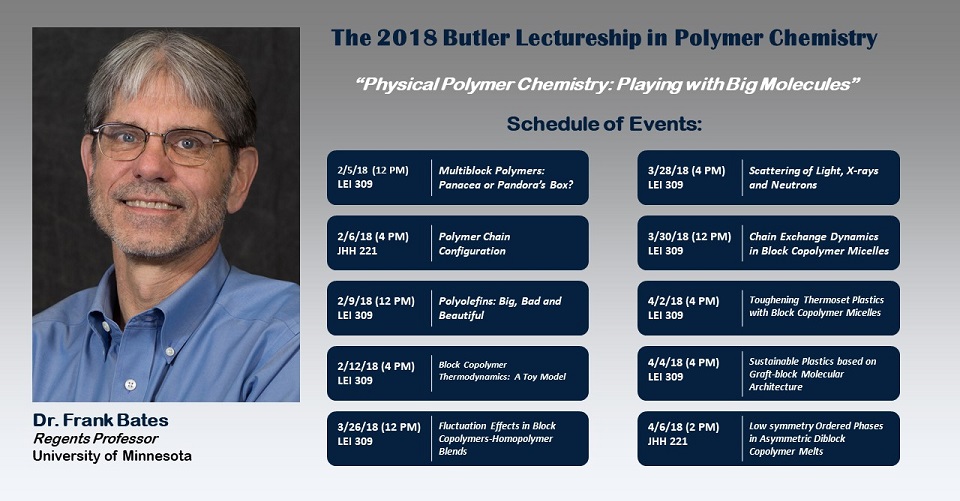 The 2018 Butler Lectureship in Polymer Chemistry
“Physical Polymer Chemistry: Playing with Big Molecules”
Schedule of Events:
2/5/18 (12 PM)
LEI 309
Multiblock Polymers:
Panacea or Pandora’s Box?
2/6/18 (4 PM)
JHH 221
Polymer Chain
Configuration
2/9/18 (12 PM)
LEI 309
Polyolefins: Big, Bad and
Beautiful
2/12/18 (4 PM)
LEI 309
Block Copolymer
Thermodynamics: A Toy Model
3/26/18 (12 PM)
LEI 309
Fluctuation Effects in Block
Copolymers-Homopolymer
Blends
3/28/18 (4 PM)
LEI 309
Scattering of Light, X-rays
and Neutrons
3/30/18 (12 PM)
LEI 309
Chain Exchange Dynamics
in Block Copolymer Micelles
4/2/18 (4 PM)
LEI 309
Toughening Thermoset Plastics
with Block Copolymer Micelles
4/4/18 (4 PM)
LEI 309
Sustainable Plastics based on
Graft-block Molecular
Architecture
4/6/18 (2 PM)
JHH 221
Low symmetry Ordered Phases
in Asymmetric Diblock
Copolymer Melts
Dr. Frank Bates
Regents Professor
University of Minnesota